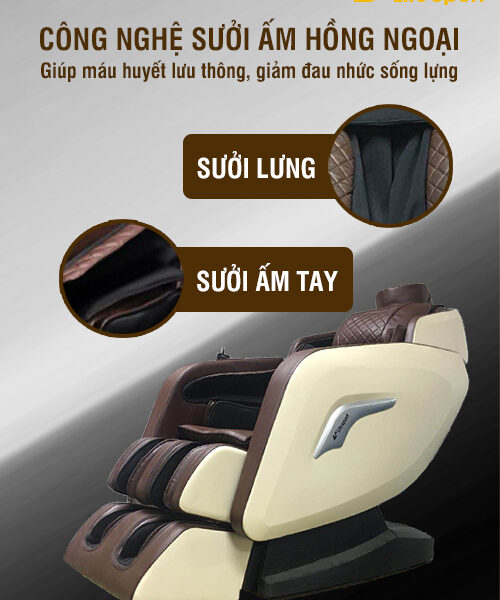 CÔNG NGHỆ SƯỞI ẤM HỒNG NGOẠI
Giúp máu huyết lưu thông, giảm đau nhức sống lưng
SƯỞI LƯNG
SƯỞI ẤM TAY